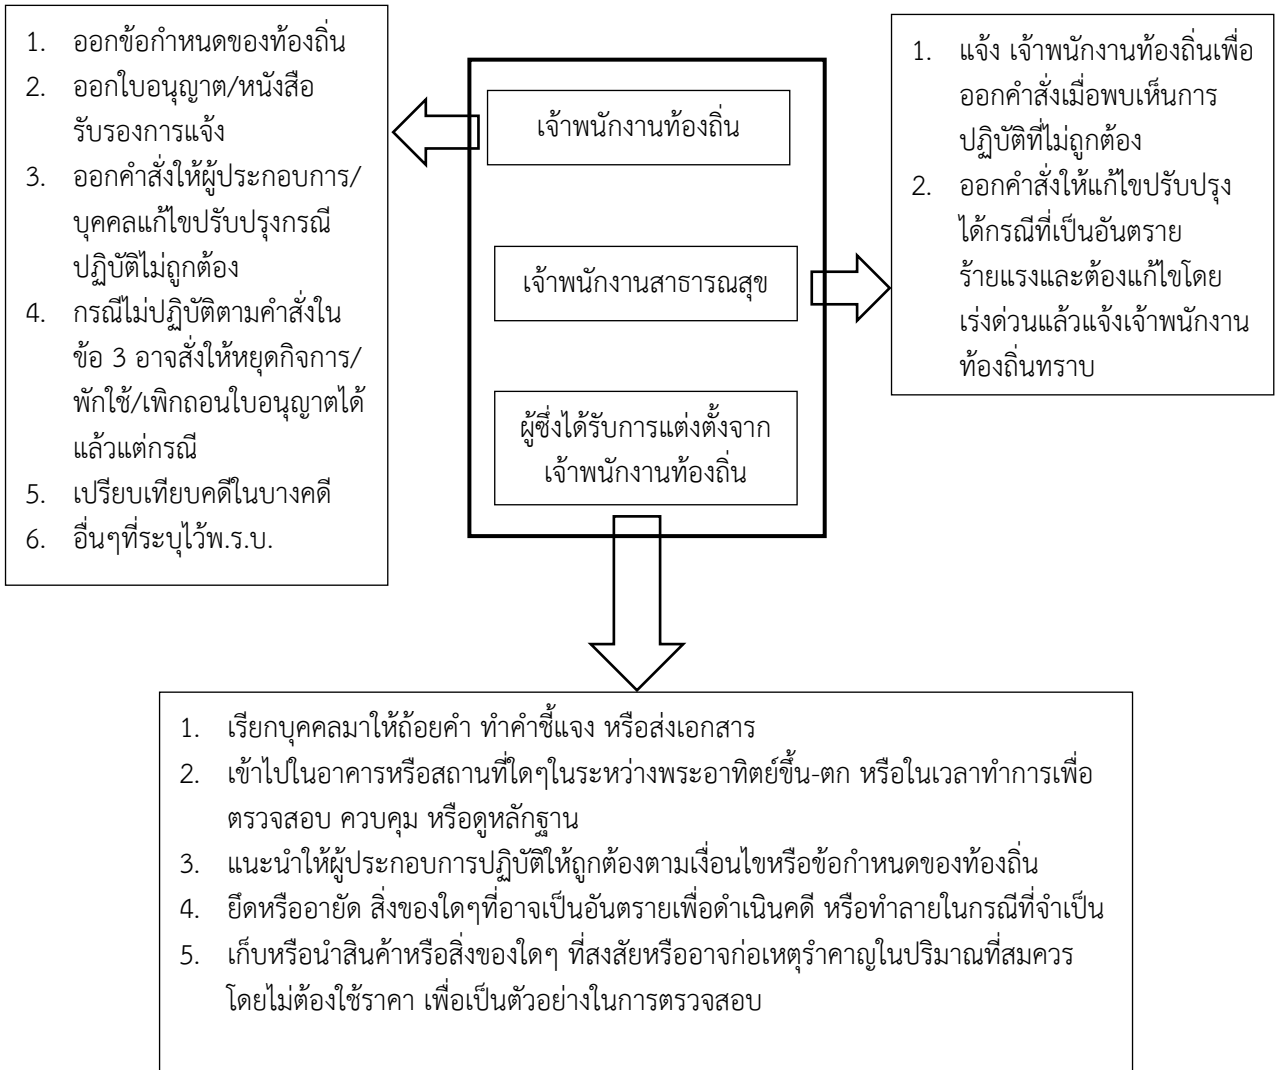 1. ออกข้อกำหนดของท้องถิ่น
2. ออกใบอนุญาต/หนังสือ
รับรองการแจ้ง
3. ออกคำสั่งให้ผู้ประกอบการ/
บุคคลแก้ไขปรับปรุงกรณี
ปฏิบัติไม่ถูกต้อง
4. กรณีไม่ปฏิบัติตามคำสั่งใน
ข้อ 3 อาจสั่งให้หยุดกิจการ/
พักใช้/เพิกถอนใบอนุญาตได้
แล้วแต่กรณี
5. เปรียบเทียบคดีในบางคดี
6. อื่นๆที่ระบุไว้พ.ร.บ.
เจ้าพนักงานท้องถิ่น
เจ้าพนักงานสาธารณสุข
ผู้ซึ่งได้รับการแต่งตั้งจาก
เจ้าพนักงานท้องถิ่น
1. แจ้ง เจ้าพนักงานท้องถิ่นเพื่อ
ออกคำสั่งเมื่อพบเห็นการ
ปฏิบัติที่ไม่ถูกต้อง
2. ออกคำสั่งให้แก้ไขปรับปรุง
ได้กรณีที่เป็นอันตราย
ร้ายแรงและต้องแก้ไขโดย
เร่งด่วนแล้วแจ้งเจ้าพนักงาน
ท้องถิ่นทราบ
1. เรียกบุคคลมาให้ถ้อยคำ ทำคำชี้แจง หรือส่งเอกสาร
2. เข้าไปในอาคารหรือสถานที่ใดๆในระหว่างพระอาทิตย์ขึ้น-ตก หรือในเวลาทำการเพื่อ
ตรวจสอบ ควบคุม หรือดูหลักฐาน
3. แนะนำให้ผู้ประกอบการปฏิบัติให้ถูกต้องตามเงื่อนไขหรือข้อกำหนดของท้องถิ่น
4. ยึดหรืออายัด สิ่งของใดๆที่อาจเป็นอันตรายเพื่อดำเนินคดี หรือทำลายในกรณีที่จำเป็น
5. เก็บหรือนำสินค้าหรือสิ่งของใดๆ ที่สงสัยหรืออาจก่อเหตุรำคาญในปริมาณที่สมควร
โดยไม่ต้องใช้ราคา เพื่อเป็นตัวอย่างในการตรวจสอบ